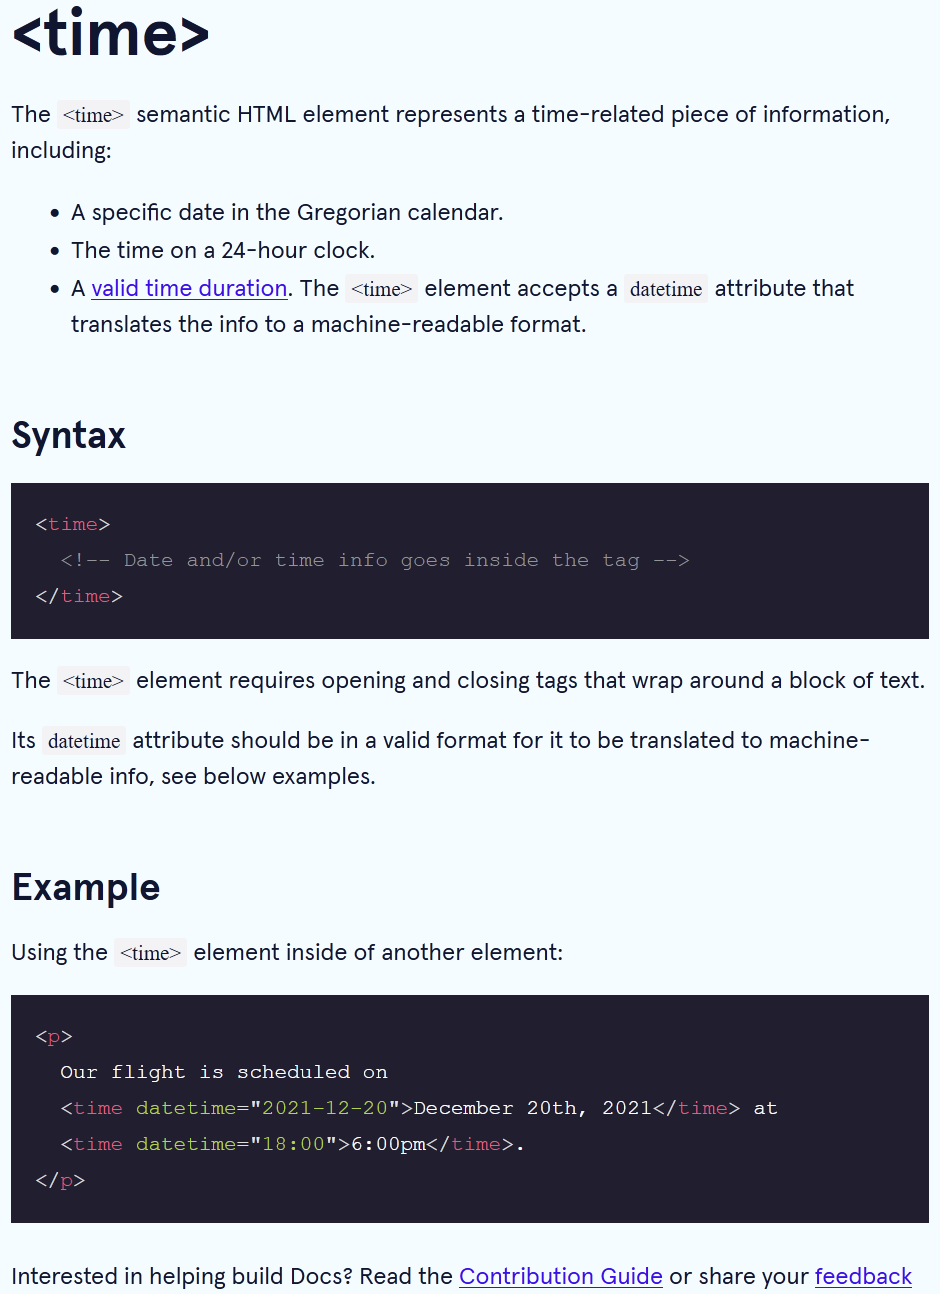 <time>
The <time> semantic HTML element represents a time-related piece of information,
including:
• A specific date in the Gregorian calendar.
• The time on a 24-hour clock.
• A valid time duration. The <time> element accepts a datetime attribute that
translates the info to a machine-readable format.
Syntax
<time>
  <!-- Date and/or time info goes inside the tag -->
</time>
The <time> element requires opening and closing tags that wrap around a block of text.
Its datetime attribute should be in a valid format for it to be translated to machine-
readable info, see below examples.
Example
Using the <time> element inside of another element:
<p>
  Our flight is scheduled on
  <time datetime="2021-12-20">December 20th, 2021</time> at
  <time datetime="18:00">6:00pm</time>.
</p>
Interested in helping build Docs? Read the Contribution Guide or share your feedback